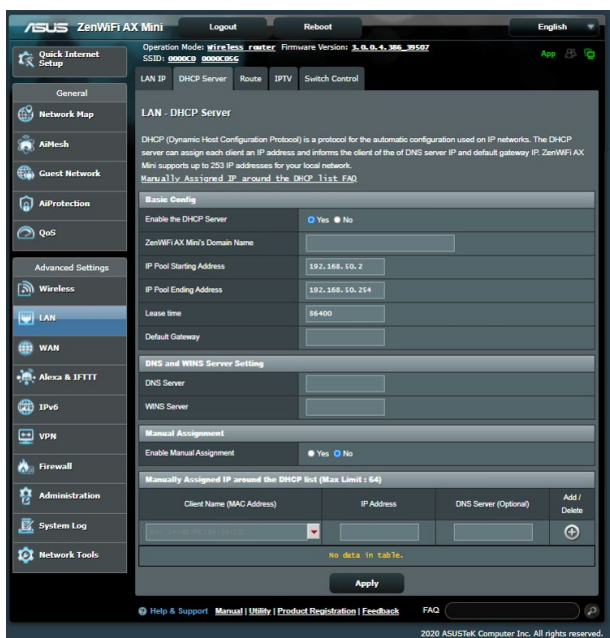 ASUS ZenWiFi AX Mini
Logout
Reboot
English
Quick Internet
Setup
Operation Mode: Wireless router Firmware Version: 3.0.0.4.386_39507
SSID: 0000C0 0000C05G
App
LAN IP
DHCP Server
Route
IPTV
Switch Control
General
Network Map
AiMesh
Guest Network
AiProtection
QoS
Advanced Settings
Wireless
LAN
WAN
Alexa & IFTTT
IPv6
VPN
Firewall
Administration
System Log
Network Tools
LAN - DHCP Server
DHCP (Dynamic Host Configuration Protocol) is a protocol for the automatic configuration used on IP networks. The DHCP
server can assign each client an IP address and informs the client of the of DNS server IP and default gateway IP. ZenWiFi AX
Mini supports up to 253 IP addresses for your local network.
Manually Assigned IP around the DHCP list FAQ
Basic Config
Enable the DHCP Server
Yes No
ZenWiFi AX Mini's Domain Name
IP Pool Starting Address
192.168.50.2
IP Pool Ending Address
192.168.50.254
Lease time
86400
Default Gateway
DNS and WINS Server Setting
DNS Server
WINS Server
Manual Assignment
Enable Manual Assignment
Yes No
Manually Assigned IP around the DHCP list (Max Limit : 64)
Client Name (MAC Address)
IP Address
DNS Server (Optional)
Add /
Delete
No data in table.
Apply
Help & Support Manual | Utility | Product Registration | Feedback
FAQ
2020 ASUSTeK Computer Inc. All rights reserved.